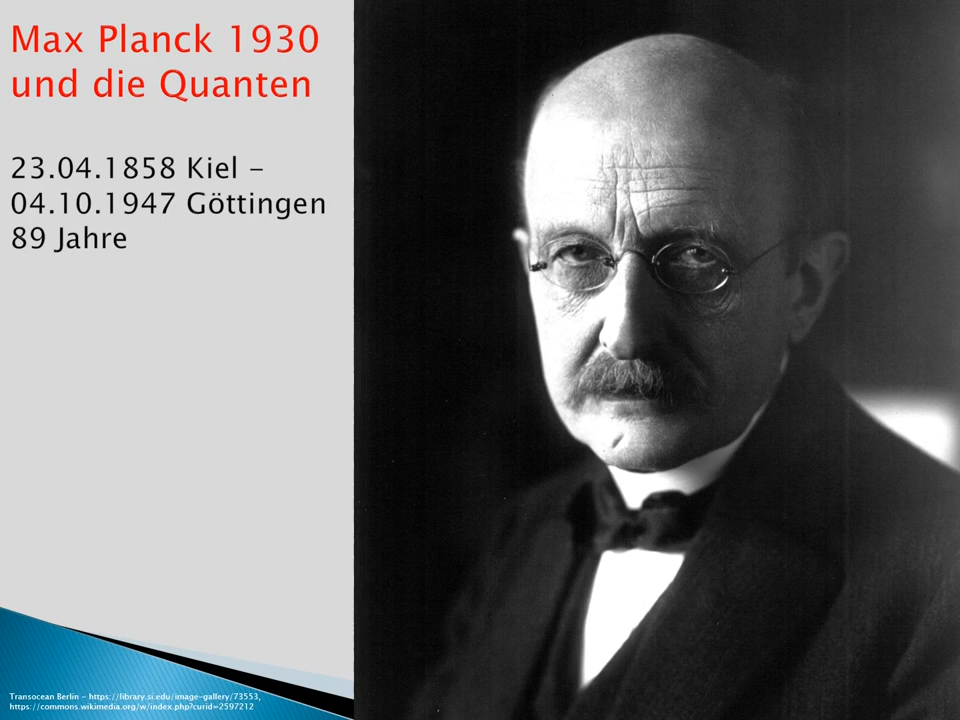 Max Planck 1930
und die Quanten
23.04.1858 Kiel -
04.10.1947 Göttingen
89 Jahre
Transocean Berlin - https://library.si.edu/image-gallery/73553,
https://commons.wikimedia.org/w/index.php?curid=2597212